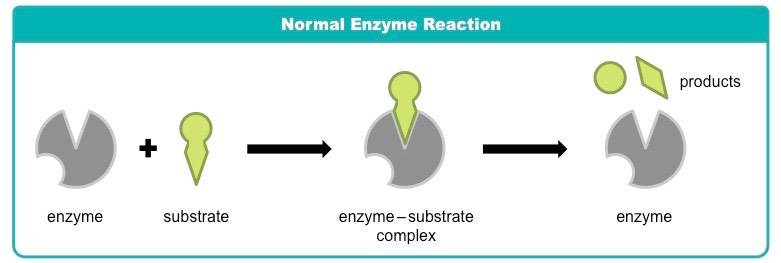 Normal Enzyme Reaction
products
enzyme
substrate
enzyme–substrate
complex
enzyme